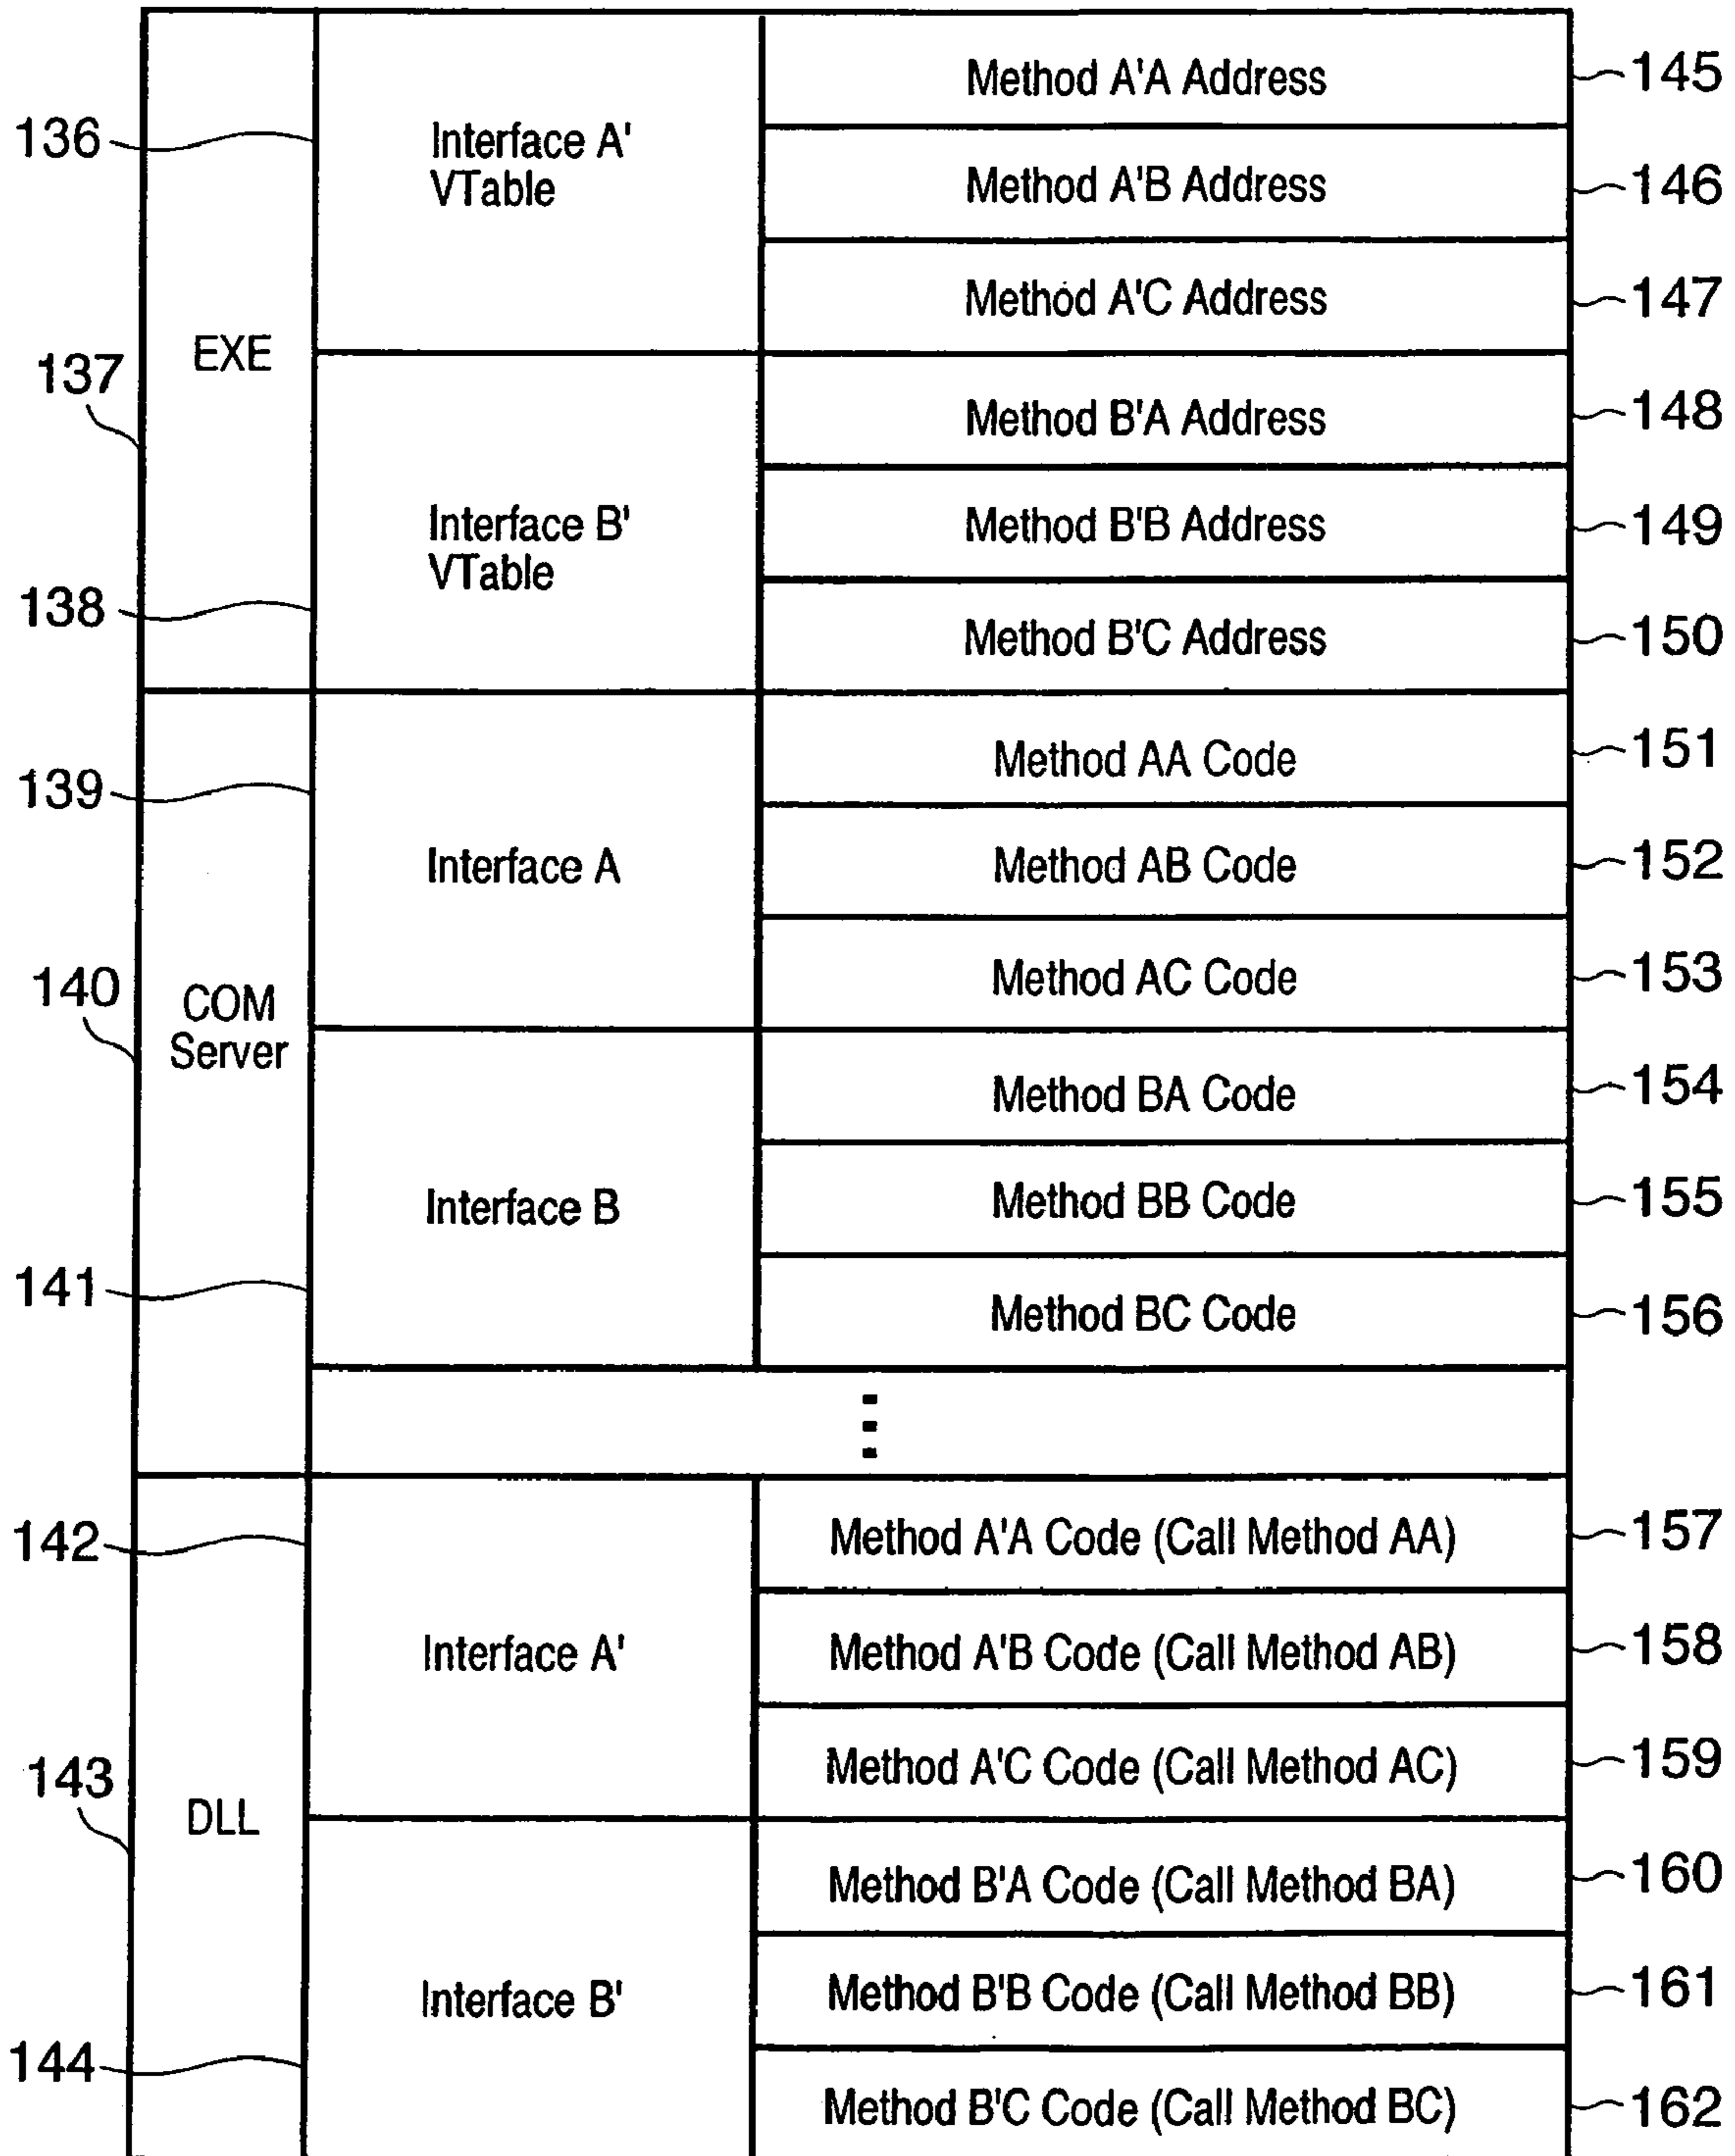 Method A'A Address
145
136
Interface A'
VTable
Method A'B Address
146
Method A'C Address
147
EXE
137
Method B'A Address
148
Interface B'
VTable
Method B'B Address
149
138
Method B'C Address
150
Method AA Code
151
139
Interface A
Method AB Code
152
Method AC Code
153
140
COM
Server
Method BA Code
154
Interface B
Method BB Code
155
141
Method BC Code
156
142
Method A'A Code (Call Method AA)
157
Interface A'
Method A'B Code (Call Method AB)
158
Method A'C Code (Call Method AC)
159
143
DLL
Method B'A Code (Call Method BA)
160
Interface B'
Method B'B Code (Call Method BB)
161
144
Method B'C Code (Call Method BC)
162